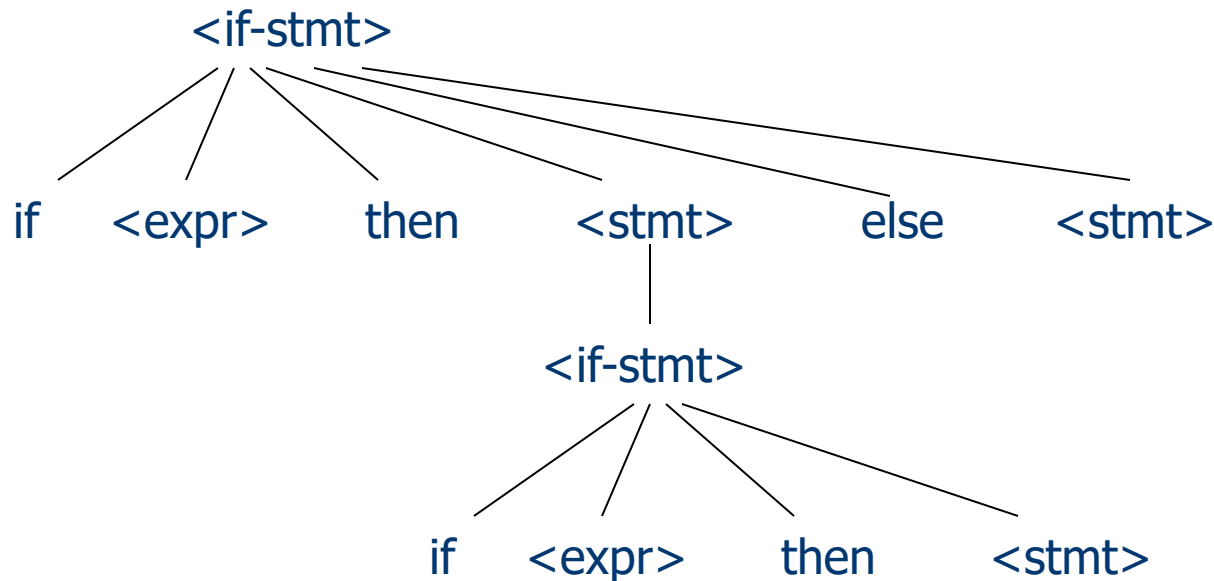 <if-stmt>
if <expr> then <stmt> else <stmt>
<if-stmt>
if <expr> then <stmt>